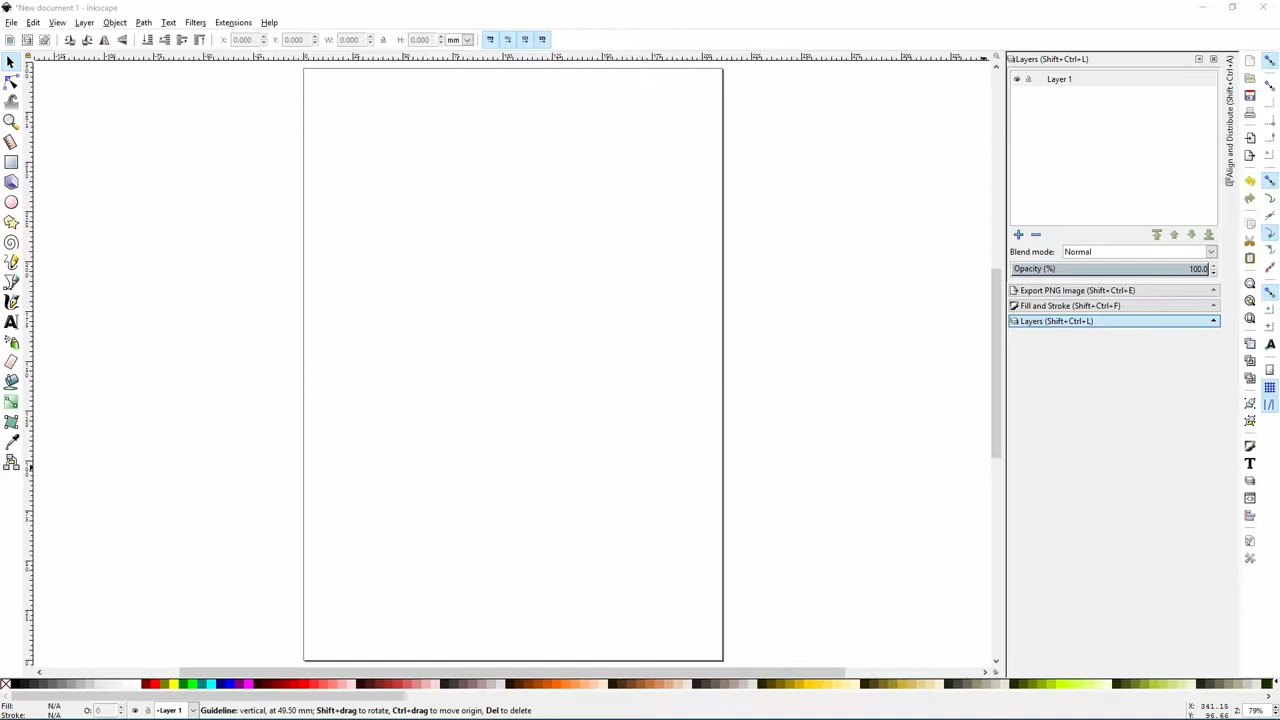 *New document 1 - Inkscape
File Edit View Layer Object Path Text Filters Extensions Help
X: 0.000 Y: 0.000 W: 0.000 H: 0.000 mm
Layers (Shift+Ctrl+L)
Layer 1
Align and Distribute (Shift+Ctrl+A)
Blend mode: Normal
Opacity (%) 100.0
Export PNG Image (Shift+Ctrl+E)
Fill and Stroke (Shift+Ctrl+F)
Layers (Shift+Ctrl+L)
Fill: N/A
Stroke: N/A
O: 0
Layer 1
Guideline: vertical, at 49.50 mm; Shift+drag to rotate, Ctrl+drag to move origin, Del to delete
X: 341.15
Y: 96.66
Z: 79%